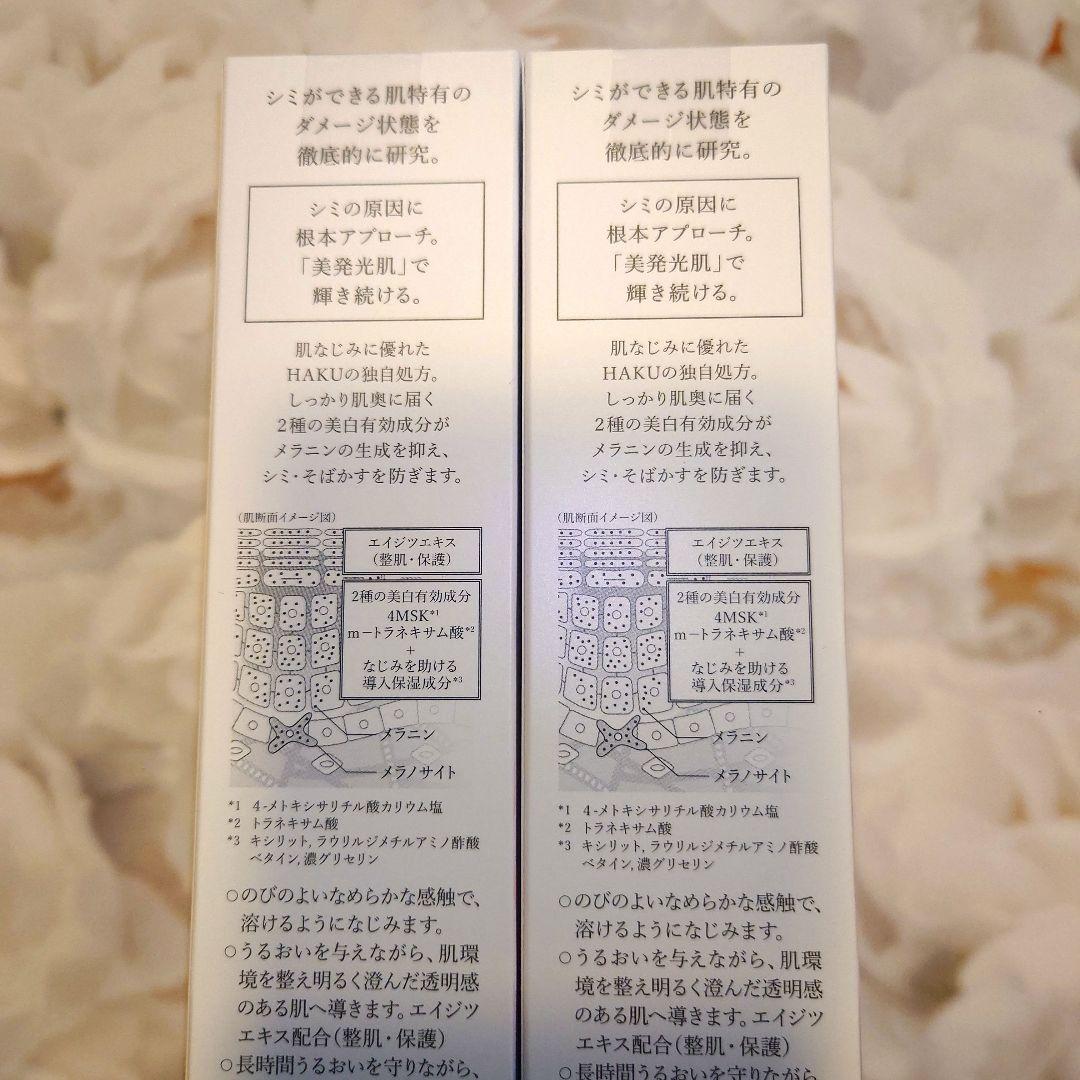 シミができる肌特有の
ダメージ状態を
徹底的に研究。
シミの原因に
根本アプローチ。
「美発光肌」で
輝き続ける。
肌なじみに優れた
HAKUの独自処方。
しっかり肌奥に届く
2種の美白有効成分が
メラニンの生成を抑え、
シミ・そばかすを防ぎます。
(肌断面イメージ図)
エイジツエキス
(整肌・保護)
2種の美白有効成分
4MSK*1
m−トラネキサム酸*2
+
なじみを助ける
導入保湿成分*3
メラニン
メラノサイト
*1 4-メトキシサリチル酸カリウム塩
*2 トラネキサム酸
*3 キシリット, ラウリルジメチルアミノ酢酸
ベタイン, 濃グリセリン
○のびのよいなめらかな感触で、
溶けるようになじみます。
○うるおいを与えながら、肌環
境を整え明るく澄んだ透明感
のある肌へ導きます。エイジツ
エキス配合(整肌・保護)
○長時間うるおいを守りながら、
シミができる肌特有の
ダメージ状態を
徹底的に研究。
シミの原因に
根本アプローチ。
「美発光肌」で
輝き続ける。
肌なじみに優れた
HAKUの独自処方。
しっかり肌奥に届く
2種の美白有効成分が
メラニンの生成を抑え、
シミ・そばかすを防ぎます。
(肌断面イメージ図)
エイジツエキス
(整肌・保護)
2種の美白有効成分
4MSK*1
m−トラネキサム酸*2
+
なじみを助ける
導入保湿成分*3
メラニン
メラノサイト
*1 4-メトキシサリチル酸カリウム塩
*2 トラネキサム酸
*3 キシリット, ラウリルジメチルアミノ酢酸
ベタイン, 濃グリセリン
○のびのよいなめらかな感触で、
溶けるようになじみます。
○うるおいを与えながら、肌環
境を整え明るく澄んだ透明感
のある肌へ導きます。エイジツ
エキス配合(整肌・保護)
○長時間うるおいを守りながら、